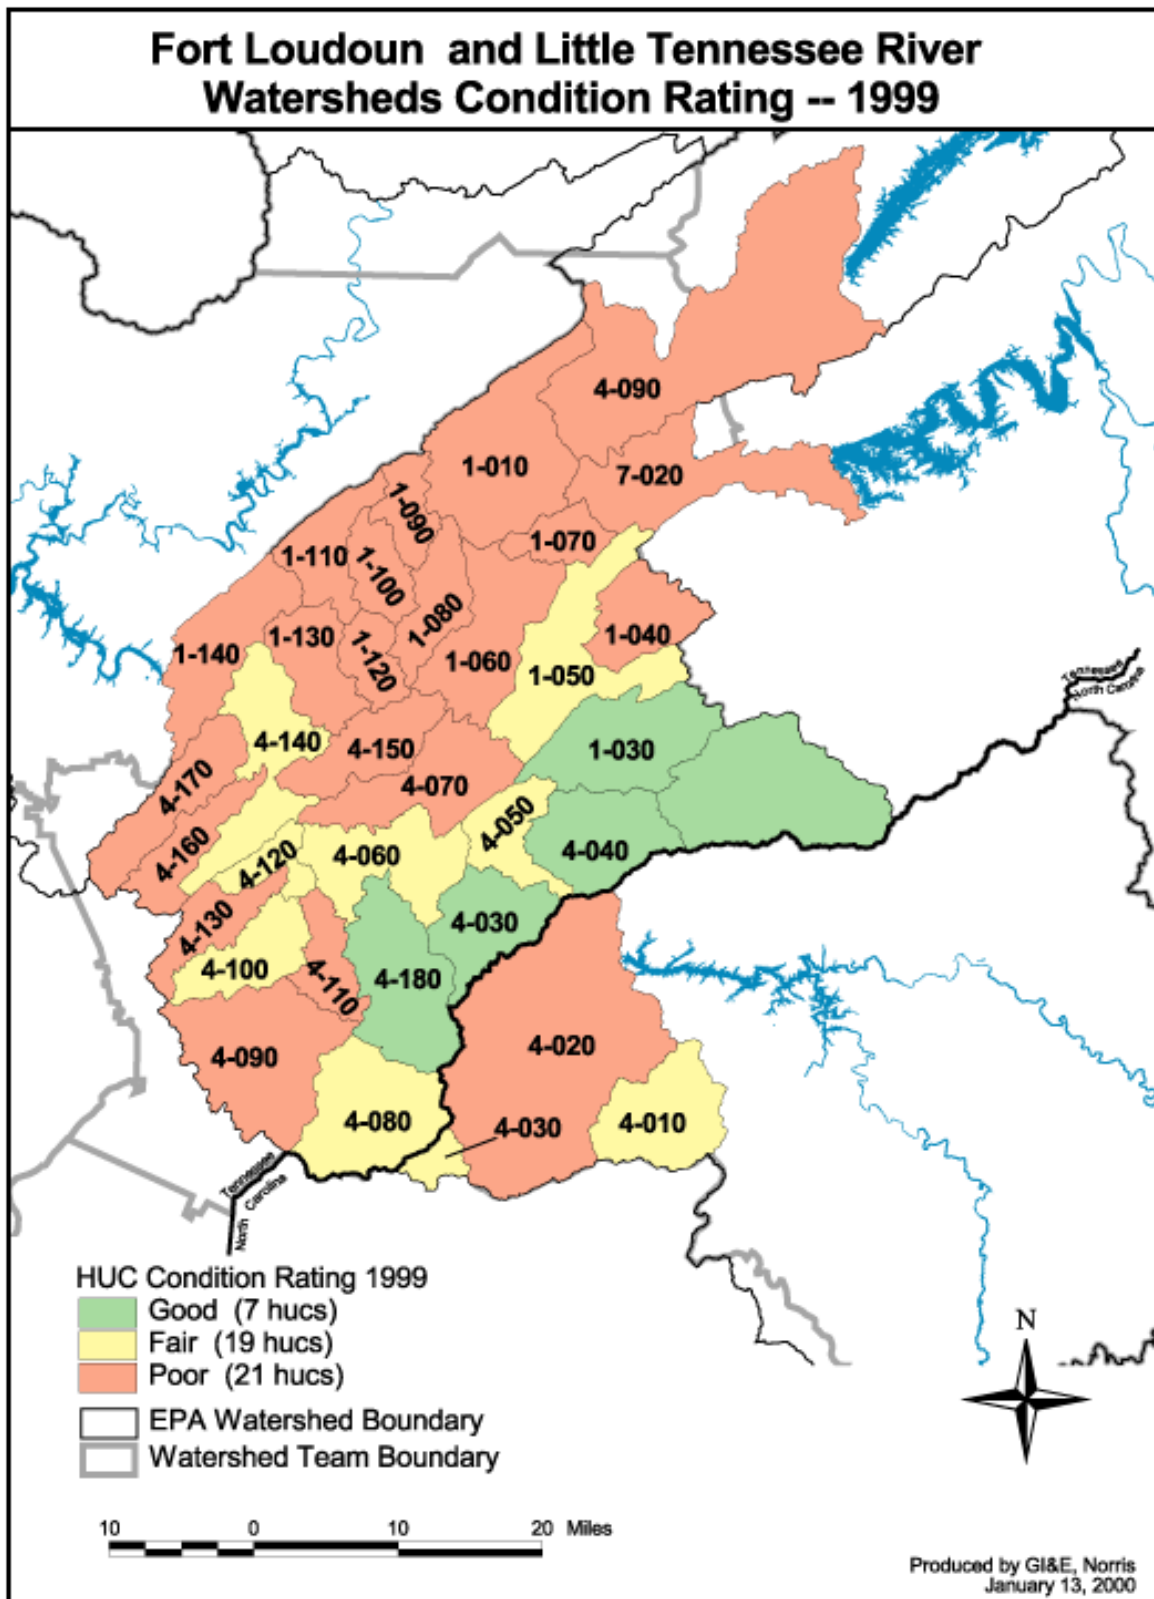 Fort Loudoun and Little Tennessee River
Watersheds Condition Rating -- 1999
4-090
1-010
7-020
1-090
1-070
1-110
1-100
1-080
1-040
1-130
1-120
1-140
1-060
1-050
Tennessee
North Carolina
4-140
4-150
1-030
4-170
4-070
4-050
4-160
4-120
4-060
4-040
4-130
4-030
4-100
4-110
4-180
4-090
4-020
4-080
4-030
4-010
Tennessee
North Carolina
HUC Condition Rating 1999
Good (7 hucs)
Fair (19 hucs)
Poor (21 hucs)
EPA Watershed Boundary
Watershed Team Boundary
N
10 0 10 20 Miles
Produced by GI&E, Norris
January 13, 2000